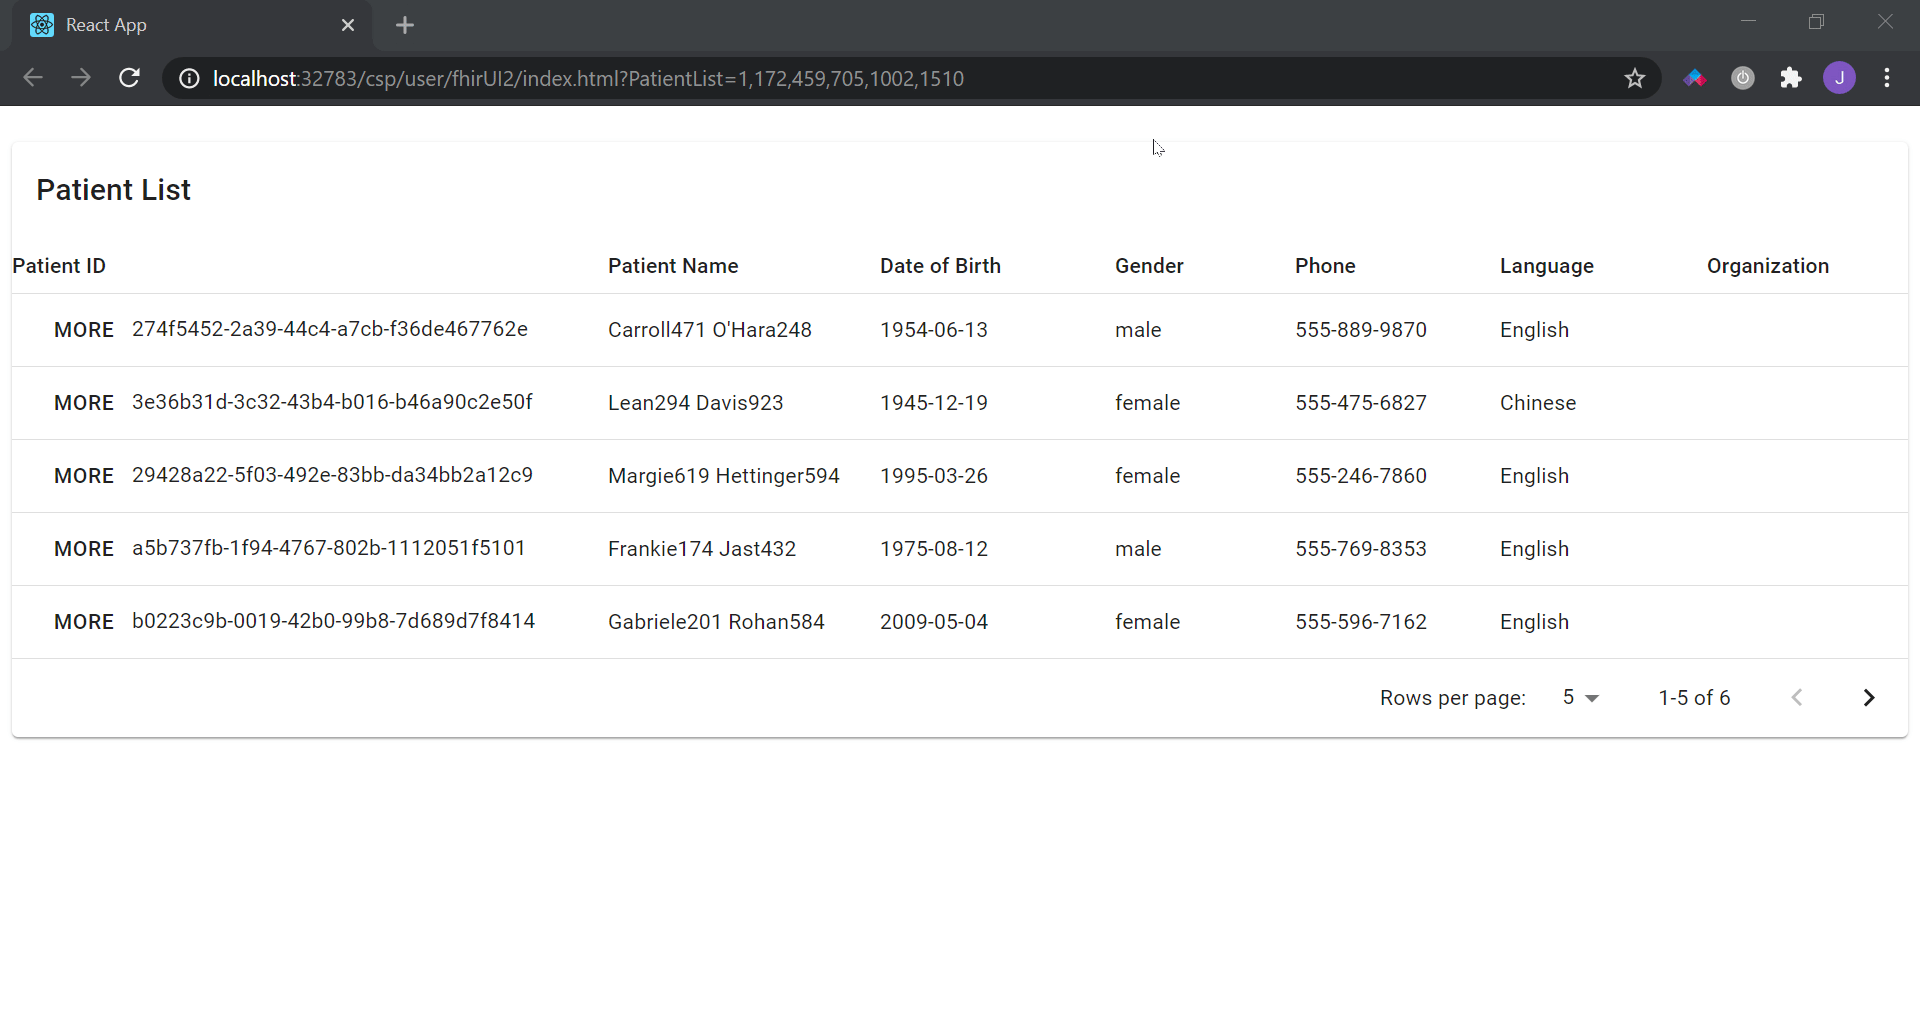 React App
localhost:32783/csp/user/fhirUI2/index.html?PatientList=1,172,459,705,1002,1510
J
Patient List
Patient ID Patient Name Date of Birth Gender Phone Language Organization
MORE 274f5452-2a39-44c4-a7cb-f36de467762e Carroll471 O'Hara248 1954-06-13 male 555-889-9870 English
MORE 3e36b31d-3c32-43b4-b016-b46a90c2e50f Lean294 Davis923 1945-12-19 female 555-475-6827 Chinese
MORE 29428a22-5f03-492e-83bb-da34bb2a12c9 Margie619 Hettinger594 1995-03-26 female 555-246-7860 English
MORE a5b737fb-1f94-4767-802b-1112051f5101 Frankie174 Jast432 1975-08-12 male 555-769-8353 English
MORE b0223c9b-0019-42b0-99b8-7d689d7f8414 Gabriele201 Rohan584 2009-05-04 female 555-596-7162 English
Rows per page: 5 1-5 of 6